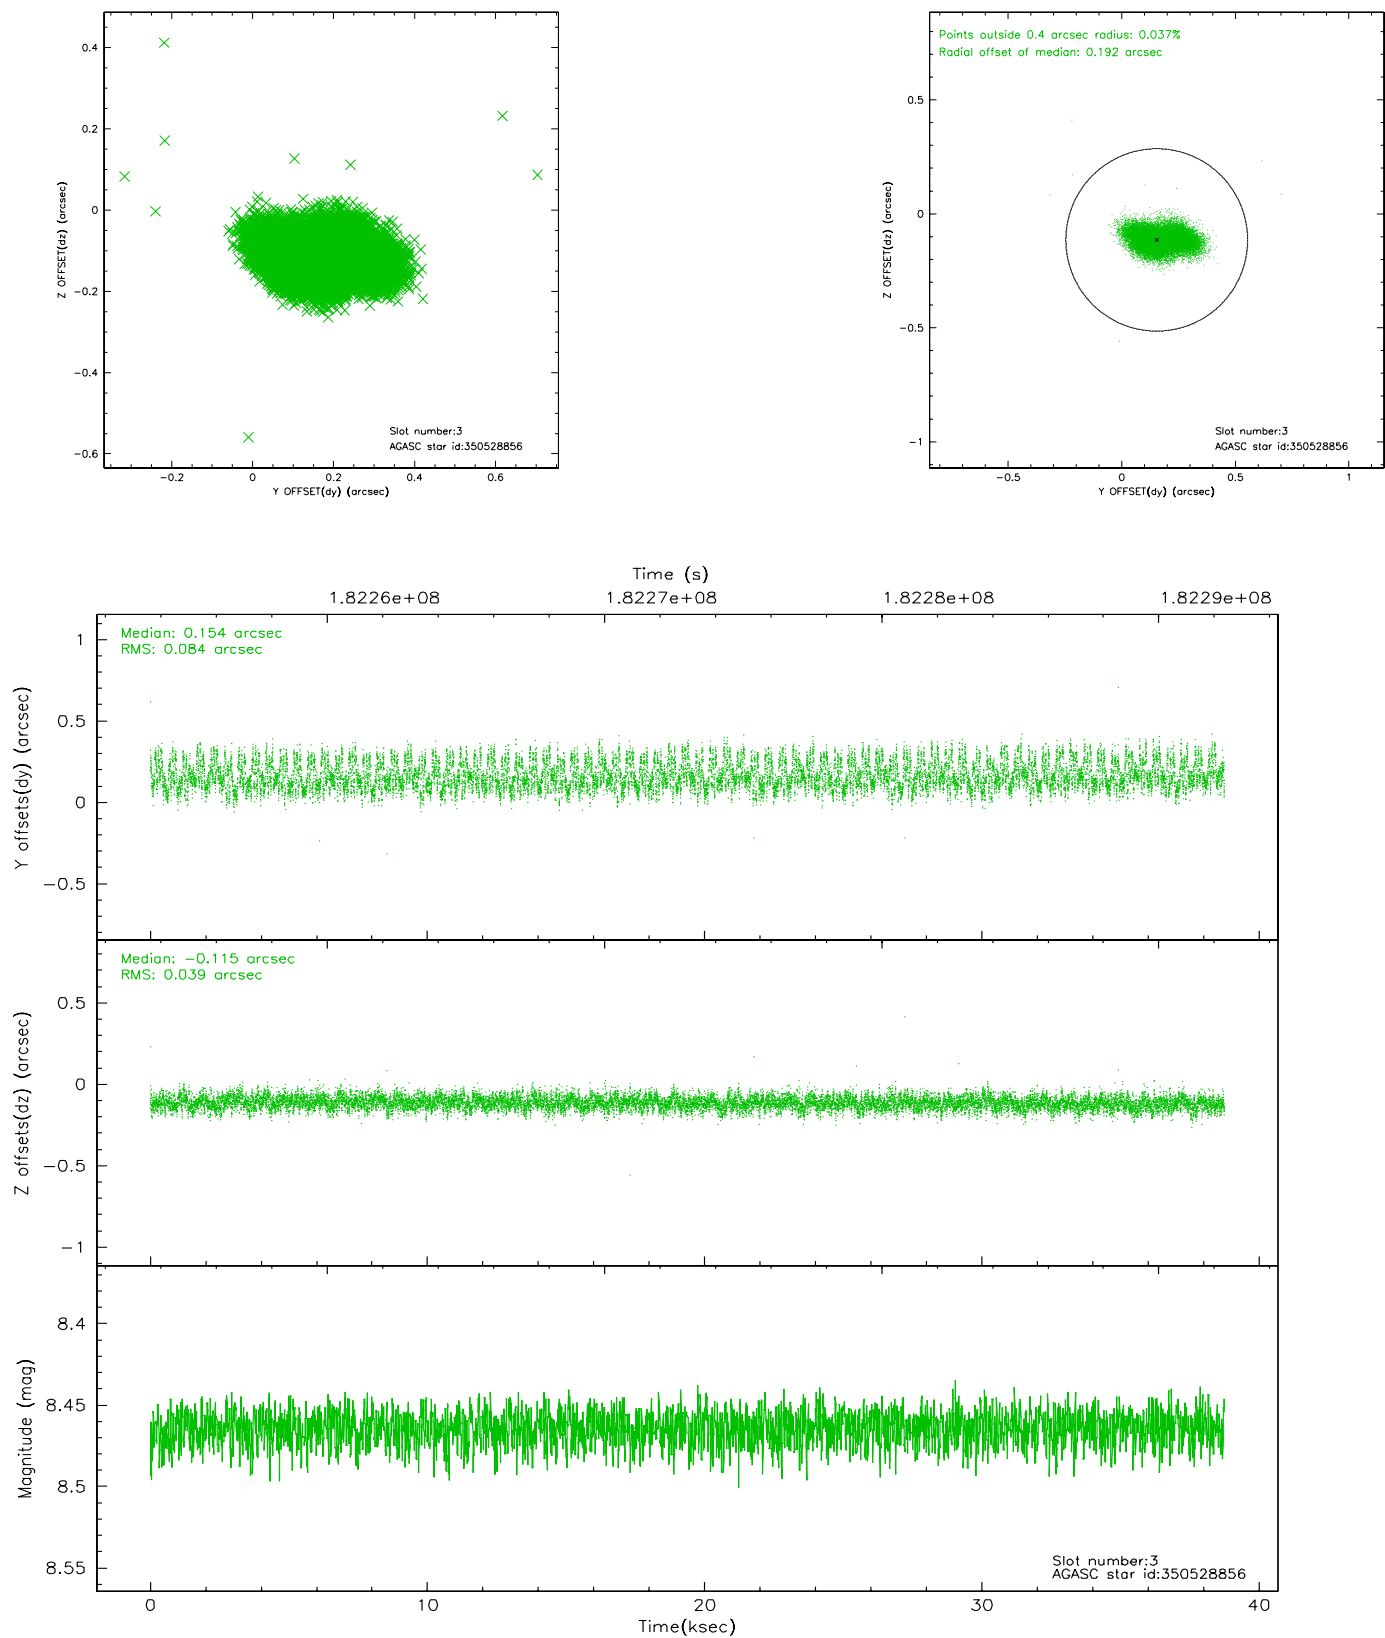 0.4
0.2
0
−0.2
−0.4
−0.6
Z OFFSET(dz) (arcsec)
Slot number:3
AGASC star id:350528856
−0.2
0
0.2
0.4
0.6
Y OFFSET(dy) (arcsec)
Points outside 0.4 arcsec radius: 0.037%
Radial offset of median: 0.192 arcsec
0.5
0
−0.5
−1
Z OFFSET(dz) (arcsec)
Slot number:3
AGASC star id:350528856
−0.5
0
0.5
1
Y OFFSET(dy) (arcsec)
Time (s)
1.8226e+08
1.8227e+08
1.8228e+08
1.8229e+08
Median: 0.154 arcsec
RMS: 0.084 arcsec
1
0.5
0
−0.5
Y offsets(dy) (arcsec)
Median: −0.115 arcsec
RMS: 0.039 arcsec
0.5
0
−0.5
−1
Z offsets(dz) (arcsec)
8.4
8.45
8.5
8.55
Magnitude (mag)
Slot number:3
AGASC star id:350528856
0
10
20
30
40
Time(ksec)